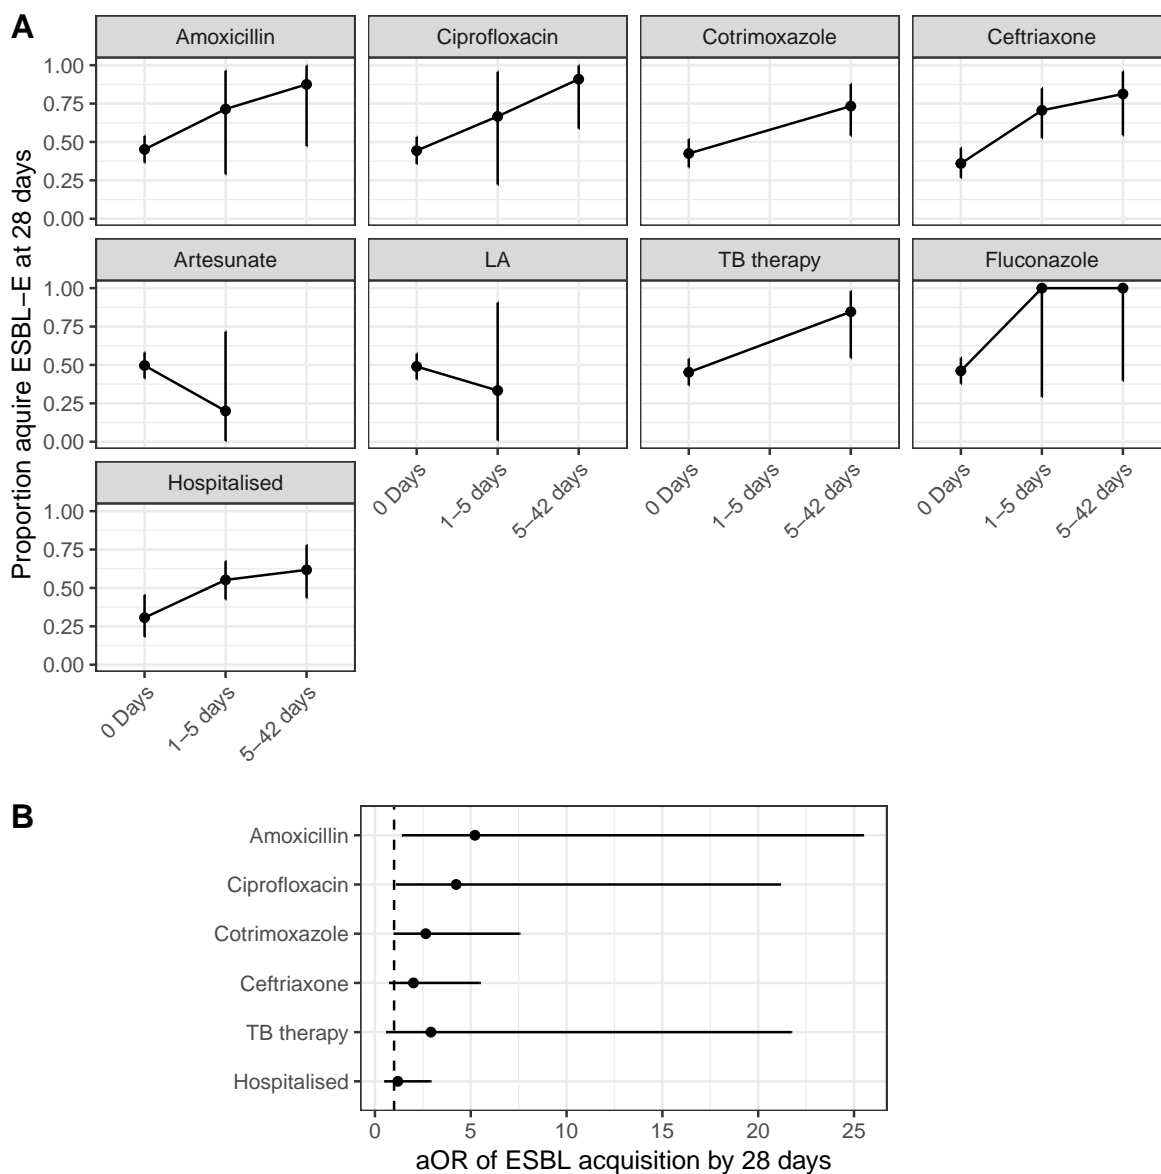 A
Amoxicillin Ciprofloxacin Cotrimoxazole Ceftriaxone
1.00
0.75
0.50
0.25
0.00
Proportion aquire ESBL−E at 28 days
Artesunate LA TB therapy Fluconazole
1.00
0.75
0.50
0.25
0.00
0 Days 1−5 days 5−42 days 0 Days 1−5 days 5−42 days 0 Days 1−5 days 5−42 days
Hospitalised
1.00
0.75
0.50
0.25
0.00
0 Days 1−5 days 5−42 days
B
Amoxicillin
Ciprofloxacin
Cotrimoxazole
Ceftriaxone
TB therapy
Hospitalised
0 5 10 15 20 25
aOR of ESBL acquisition by 28 days